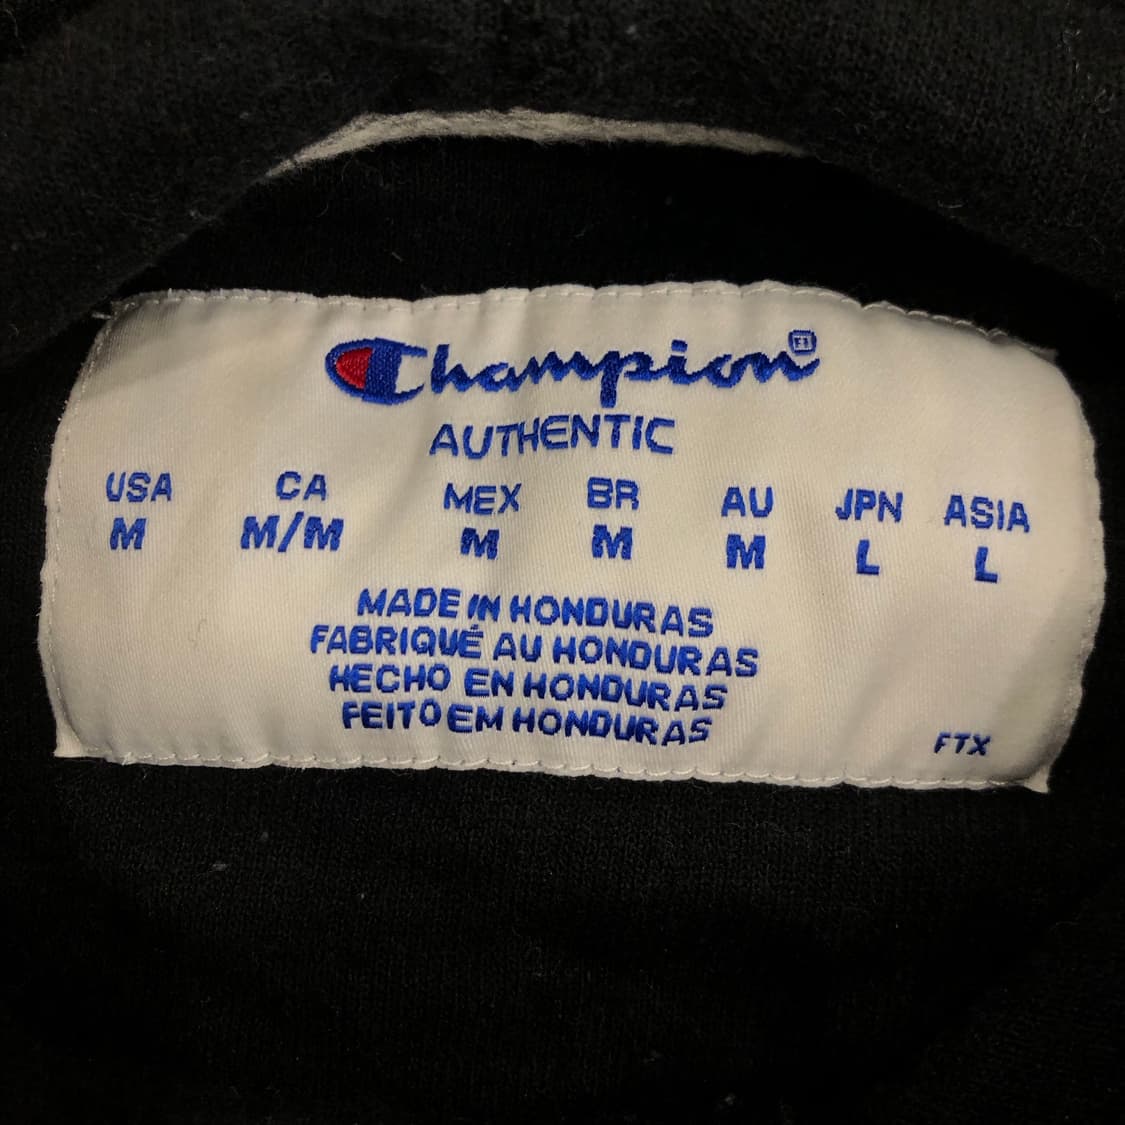 Champion
AUTHENTIC
USA CA MEX BR AU JPN ASIA
M M/M M M M L L
MADE IN HONDURAS
FABRIQUÉ AU HONDURAS
HECHO EN HONDURAS
FEITO EM HONDURAS
FTX